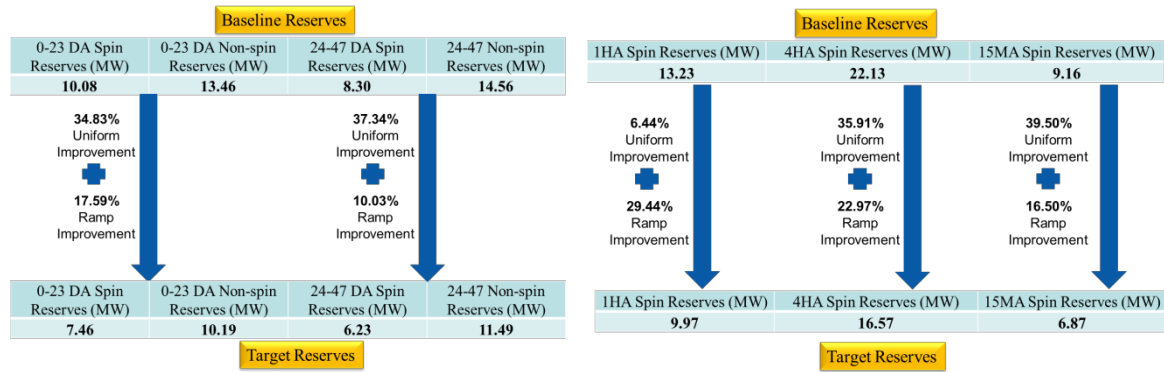 Baseline Reserves
0-23 DA Spin Reserves (MW) 0-23 DA Non-spin Reserves (MW) 24-47 DA Spin Reserves (MW) 24-47 Non-spin Reserves (MW)
10.08 13.46 8.30 14.56
34.83% 37.34%
Uniform Uniform
Improvement Improvement
17.59% 10.03%
Ramp Ramp
Improvement Improvement
0-23 DA Spin Reserves (MW) 0-23 DA Non-spin Reserves (MW) 24-47 DA Spin Reserves (MW) 24-47 Non-spin Reserves (MW)
7.46 10.19 6.23 11.49
Target Reserves
Baseline Reserves
1HA Spin Reserves (MW) 4HA Spin Reserves (MW) 15MA Spin Reserves (MW)
13.23 22.13 9.16
6.44% 35.91% 39.50%
Uniform Uniform Uniform
Improvement Improvement Improvement
29.44% 22.97% 16.50%
Ramp Ramp Ramp
Improvement Improvement Improvement
1HA Spin Reserves (MW) 4HA Spin Reserves (MW) 15MA Spin Reserves (MW)
9.97 16.57 6.87
Target Reserves